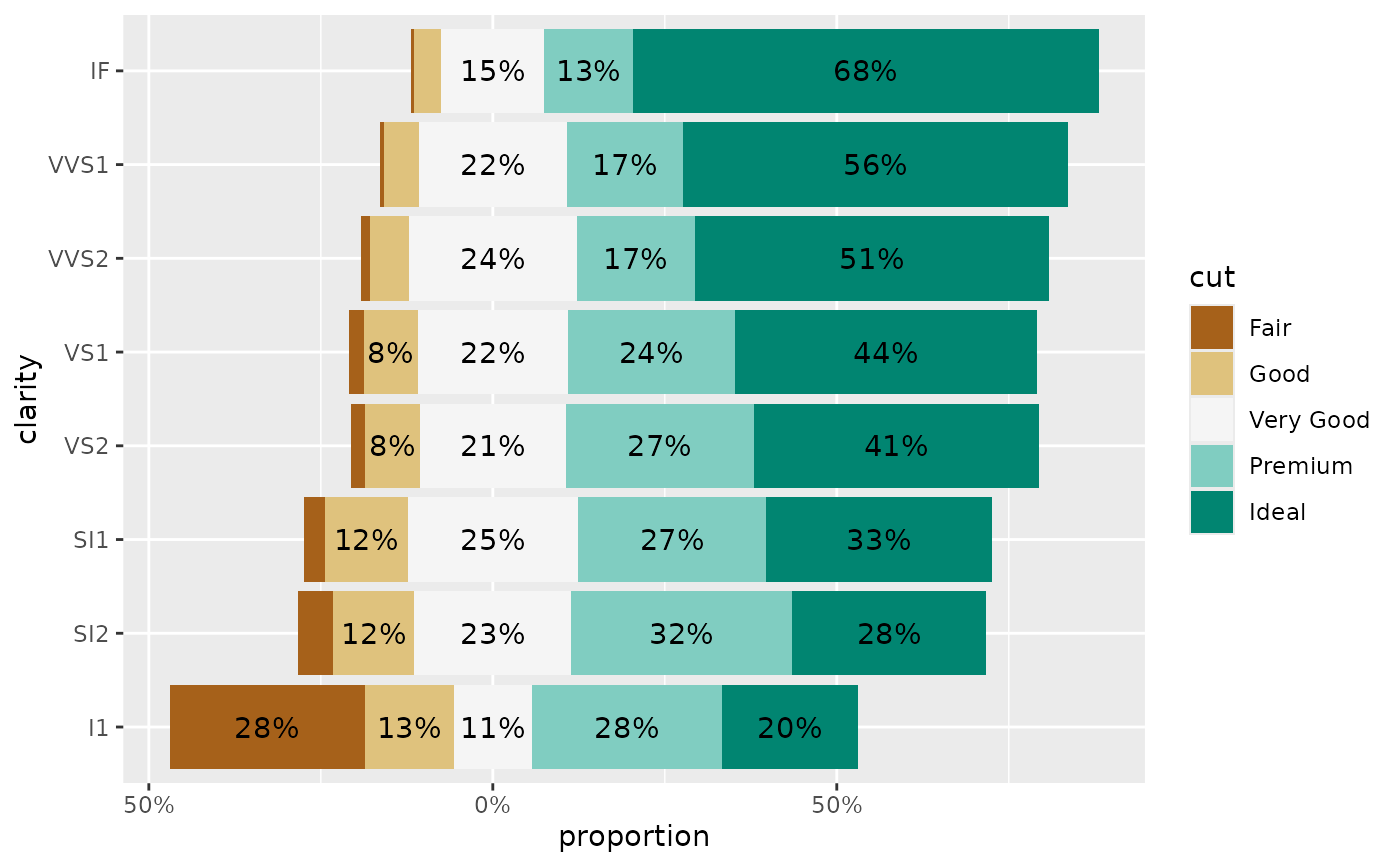 IF
15% 13% 68%
VVS1
22% 17% 56%
VVS2
24% 17% 51%
VS1
8% 22% 24% 44%
VS2
8% 21% 27% 41%
SI1
12% 25% 27% 33%
SI2
12% 23% 32% 28%
I1
28% 13% 11% 28% 20%
clarity
50% 0% 50%
proportion
cut
Fair
Good
Very Good
Premium
Ideal